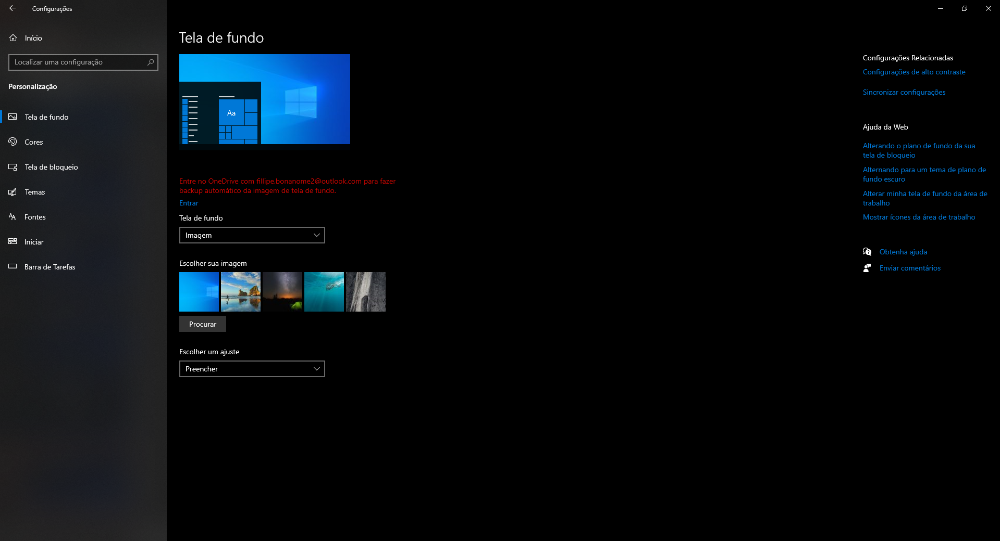 Configurações
Início
Localizar uma configuração
Personalização
Tela de fundo
Cores
Tela de bloqueio
Temas
Fontes
Iniciar
Barra de Tarefas
Tela de fundo
Aa
Entre no OneDrive com fillipe.bonanome2@outlook.com para fazer
backup automático da imagem de tela de fundo.
Entrar
Tela de fundo
Imagem
Escolher sua imagem
Procurar
Escolher um ajuste
Preencher
Configurações Relacionadas
Configurações de alto contraste
Sincronizar configurações
Ajuda da Web
Alterando o plano de fundo da sua
tela de bloqueio
Alternando para um tema de plano de
fundo escuro
Alterar minha tela de fundo da área de
trabalho
Mostrar ícones da área de trabalho
Obtenha ajuda
Enviar comentários